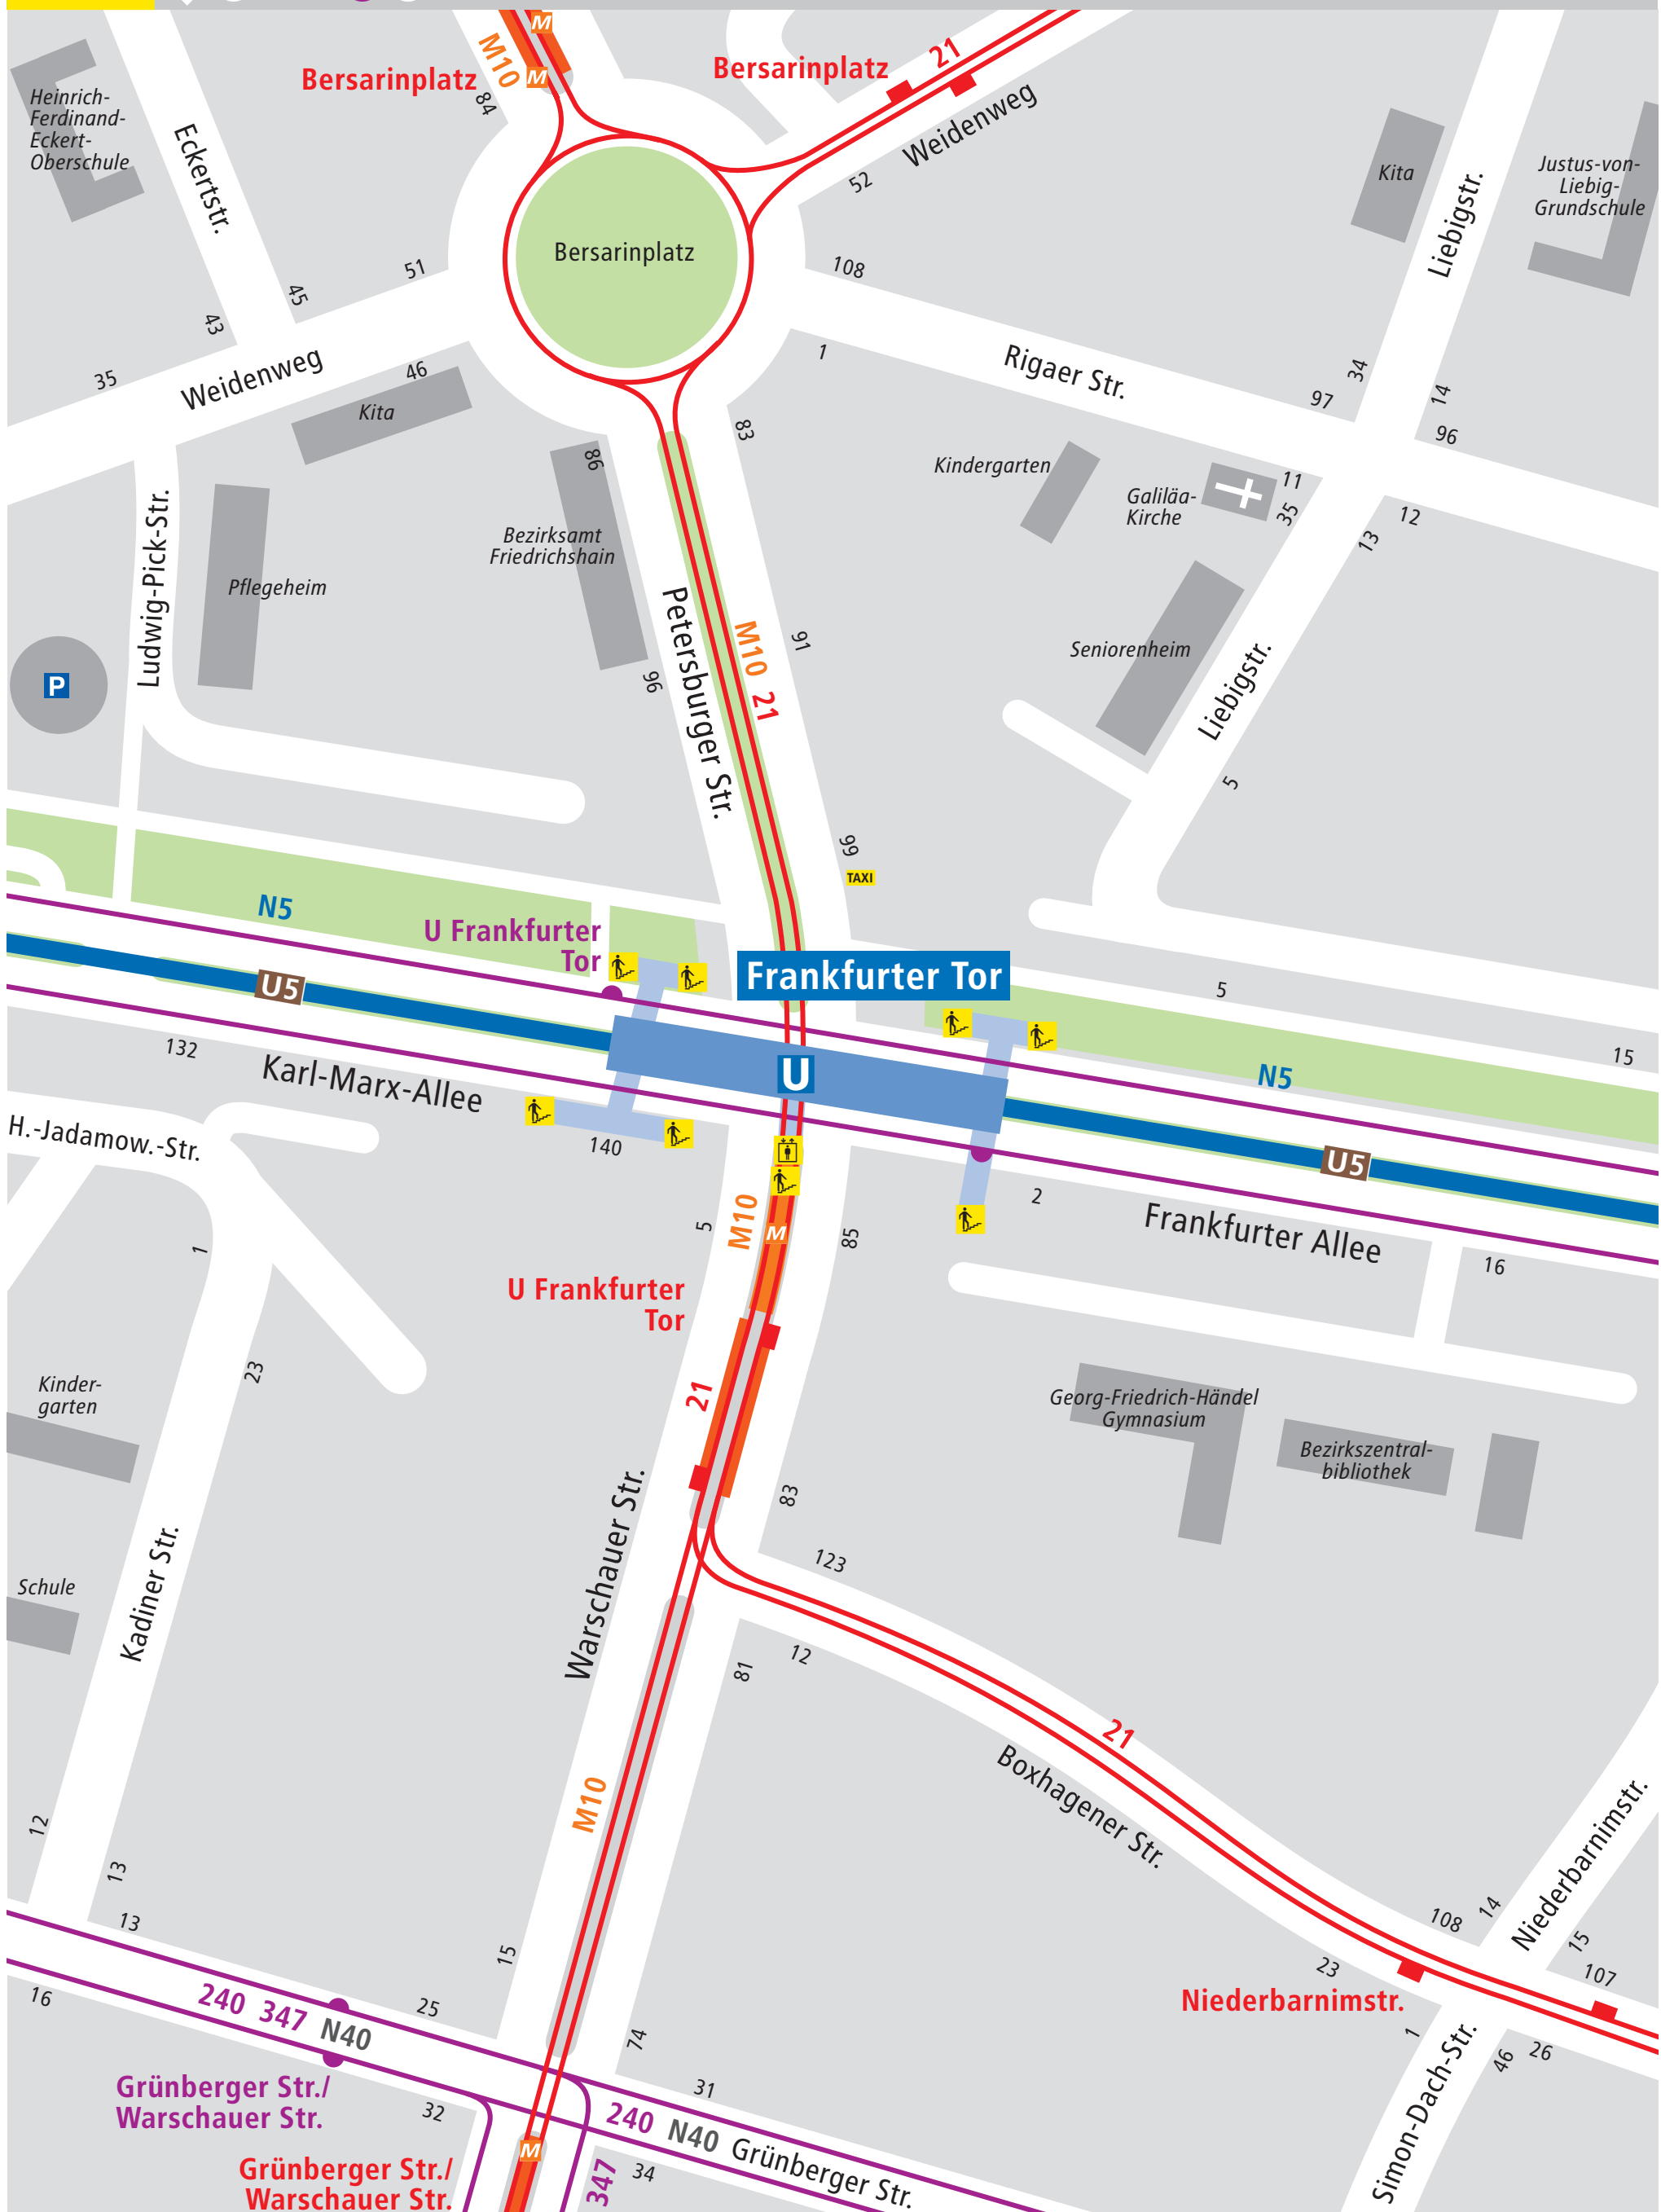 M
M10
M
Bersarinplatz
84
Bersarinplatz
21
Weidenweg
52
Heinrich-
Ferdinand-
Eckert-
Oberschule
Eckertstr.
Kita
Liebigstr.
Justus-von-
Liebig-
Grundschule
Bersarinplatz
51
45
43
108
1
Rigaer Str.
34
97
14
96
35
Weidenweg
46
Kita
83
86
Kindergarten
Galiläa-
Kirche
11
35
12
13
Ludwig-Pick-Str.
Pflegeheim
Bezirksamt
Friedrichshain
P
Petersburger Str.
96
M10 21
91
Seniorenheim
Liebigstr.
5
99
TAXI
N5
U Frankfurter
Tor
Frankfurter Tor
U5
5
15
132
Karl-Marx-Allee
U
N5
H.-Jadamow.-Str.
140
U5
2
Frankfurter Allee
16
1
5
M10
M
85
U Frankfurter
Tor
23
21
Kinder-
garten
Georg-Friedrich-Händel
Gymnasium
Bezirkszentral-
bibliothek
83
Warschauer Str.
123
Schule
Kadiner Str.
12
81
21
Boxhagener Str.
M10
12
13
13
15
Niederbarnimstr.
14
108
15
107
23
Niederbarnimstr.
16
240 347 N40
25
74
1
Simon-Dach-Str.
46
26
Grünberger Str./
Warschauer Str.
32
31
240 N40 Grünberger Str.
M
34
347
Grünberger Str./
Warschauer Str.